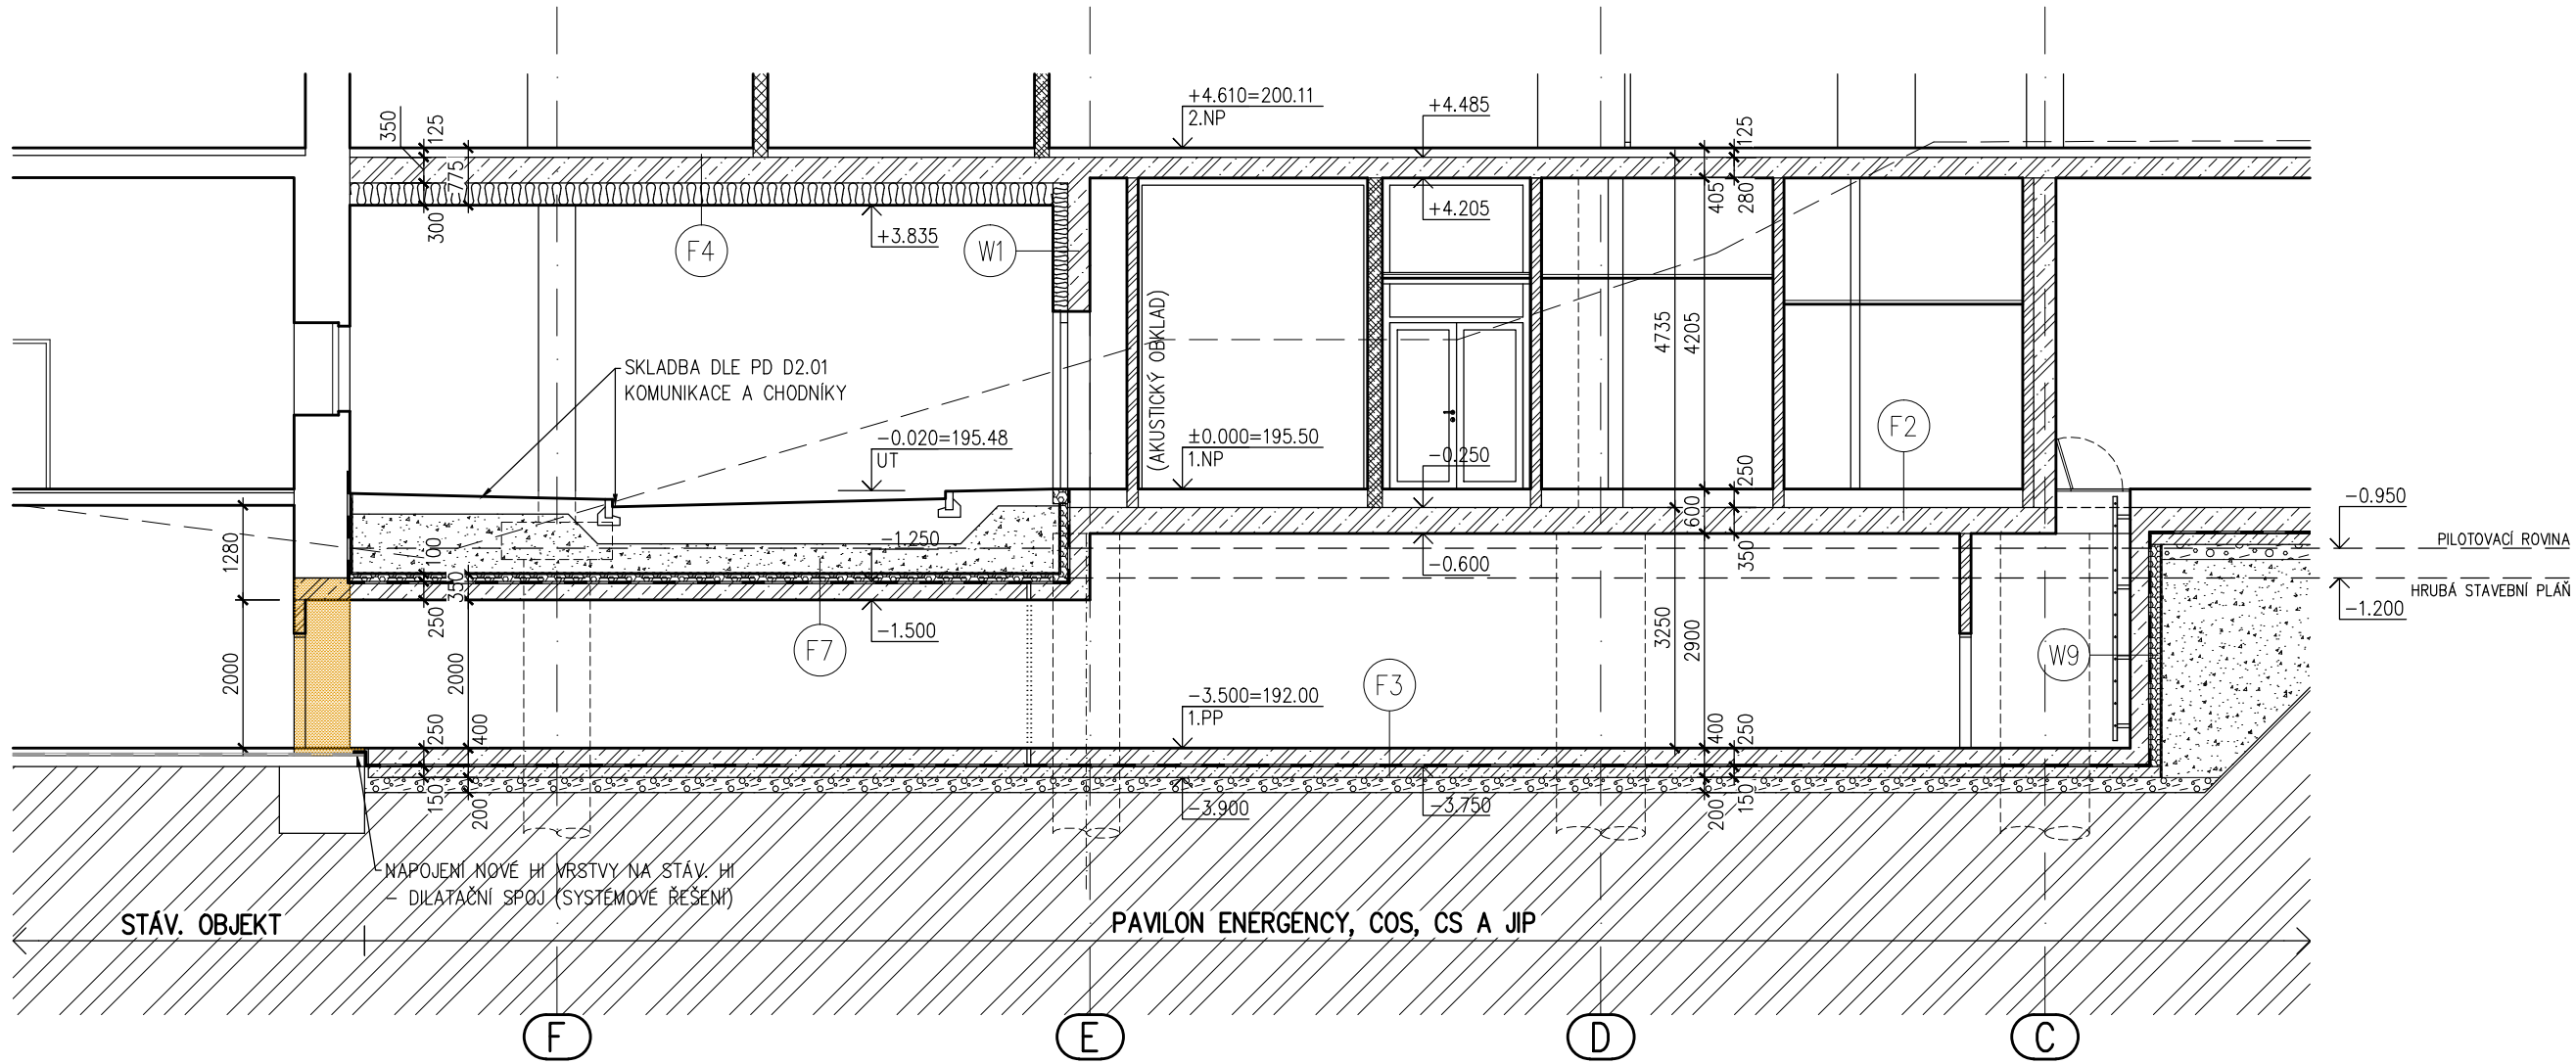 350
125
775
300
+4.610=200.11
2.NP
+4.485
125
405
280
+4.205
+3.835
F4
W1
(AKUSTICKÝ OBKLAD)
4735
4205
SKLADBA DLE PD D2.01
KOMUNIKACE A CHODNÍKY
-0.020=195.48
UT
±0.000=195.50
1.NP
-0.250
F2
250
600
350
-0.950
PILOTOVACÍ ROVINA
HRUBÁ STAVEBNÍ PLÁŇ
-1.200
1280
100
350
250
-1.250
-0.600
-1.500
F7
2000
2000
3250
2900
W9
F3
-3.500=192.00
1.PP
250
400
400
250
150
200
-3.900
-3.750
200
150
NAPOJENÍ NOVÉ HI VRSTVY NA STÁV. HI
- DILATAČNÍ SPOJ (SYSTÉMOVÉ ŘEŠENÍ)
STÁV. OBJEKT
PAVILON ENERGENCY, COS, CS A JIP
F
E
D
C